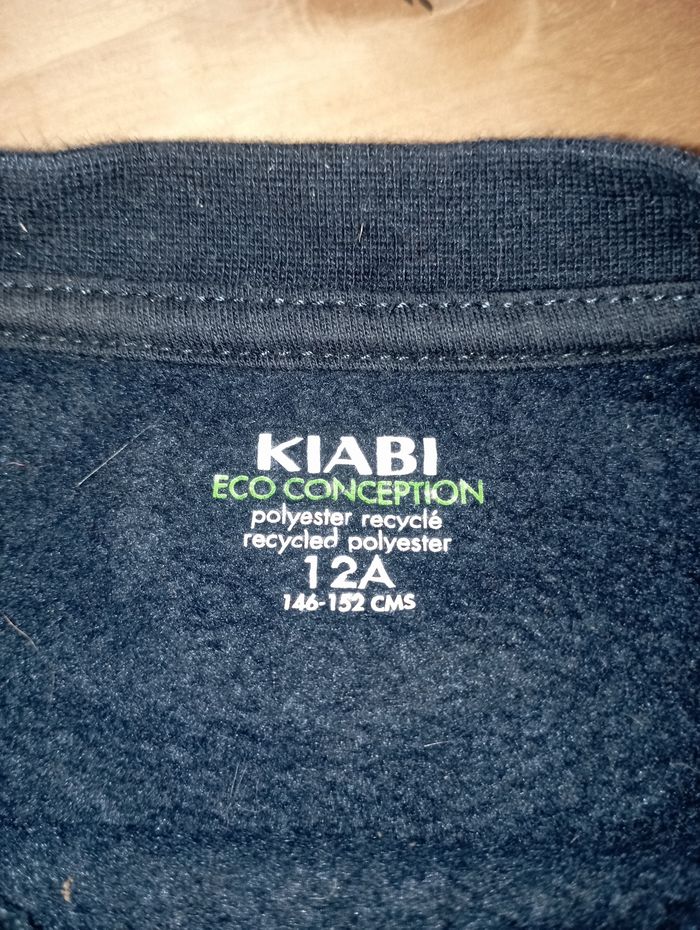 KIABI
ECO CONCEPTION
polyester recyclé
recycled polyester
12A
146-152 CMS